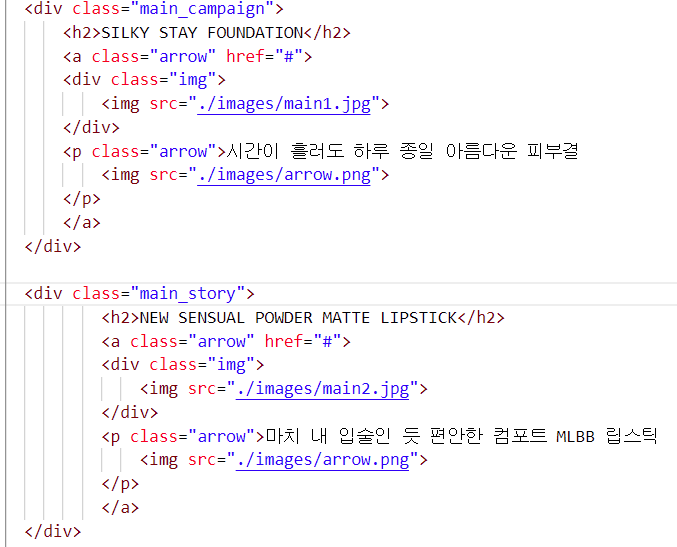 <div class="main_campaign">
<h2>SILKY STAY FOUNDATION</h2>
<a class="arrow" href="#">
<div class="img">
<img src="./images/main1.jpg">
</div>
<p class="arrow">시간이 흘러도 하루 종일 아름다운 피부결
<img src="./images/arrow.png">
</p>
</a>
</div>
<div class="main_story">
<h2>NEW SENSUAL POWDER MATTE LIPSTICK</h2>
<a class="arrow" href="#">
<div class="img">
<img src="./images/main2.jpg">
</div>
<p class="arrow">마치 내 입술인 듯 편안한 컴포트 MLBB 립스틱
<img src="./images/arrow.png">
</p>
</a>
</div>